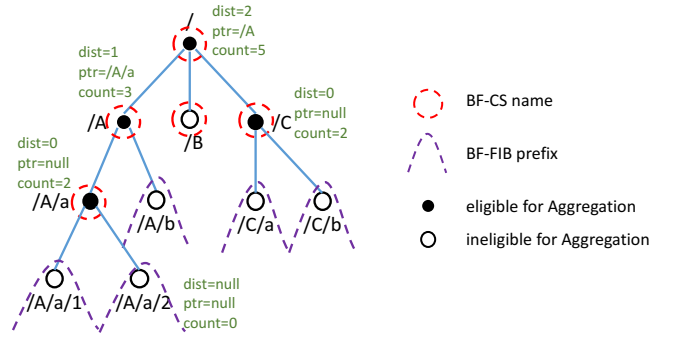 /
dist=2
ptr=/A
count=5
dist=1
ptr=/A/a
count=3
dist=0
ptr=null
count=2
/A
/B
/C
dist=0
ptr=null
count=2
/A/a
/A/b
/C/a
/C/b
/A/a/1
/A/a/2
dist=null
ptr=null
count=0
BF-CS name
BF-FIB prefix
eligible for Aggregation
ineligible for Aggregation